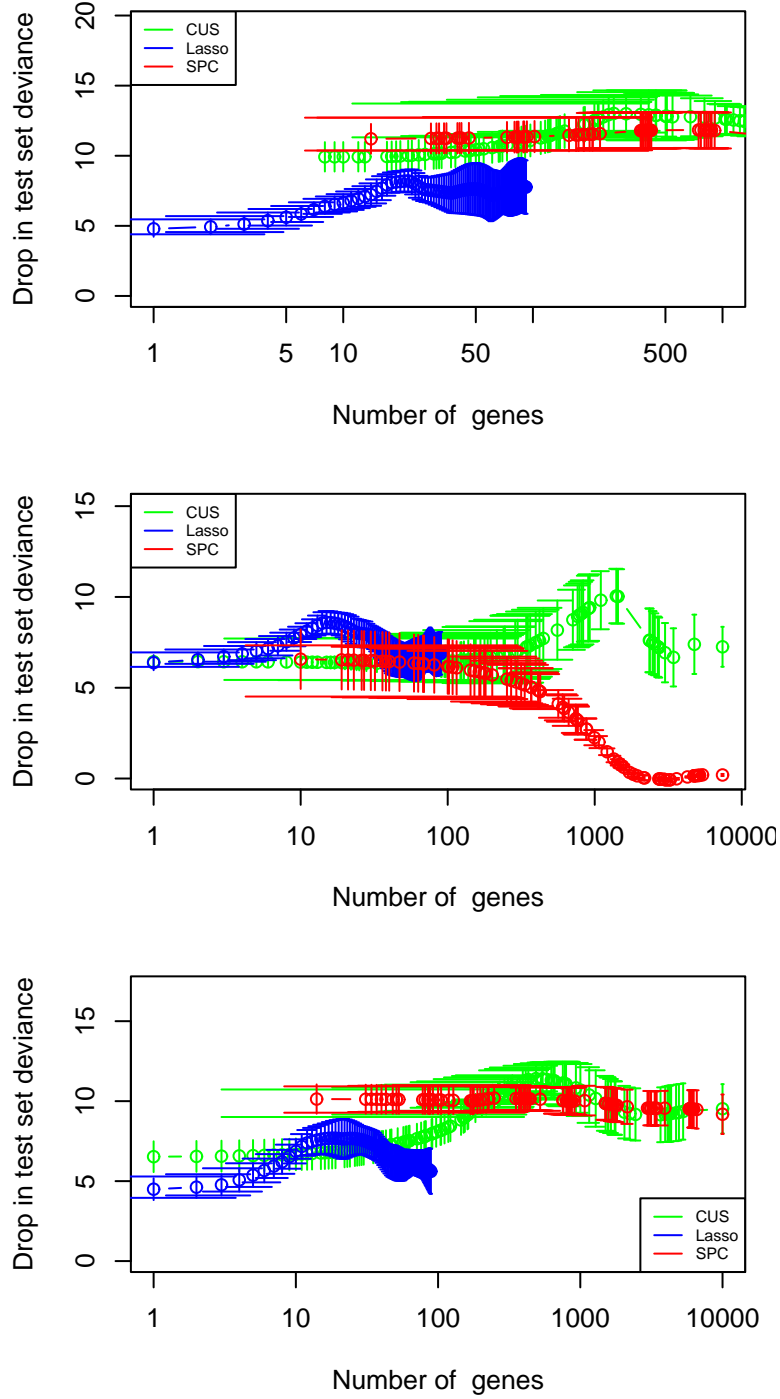 Drop in test set deviance
20
15
10
5
0
CUS
Lasso
SPC
1
5
10
50
500
Number of genes
Drop in test set deviance
15
10
5
0
CUS
Lasso
SPC
1
10
100
1000
10000
Number of genes
Drop in test set deviance
15
10
5
0
CUS
Lasso
SPC
1
10
100
1000
10000
Number of genes